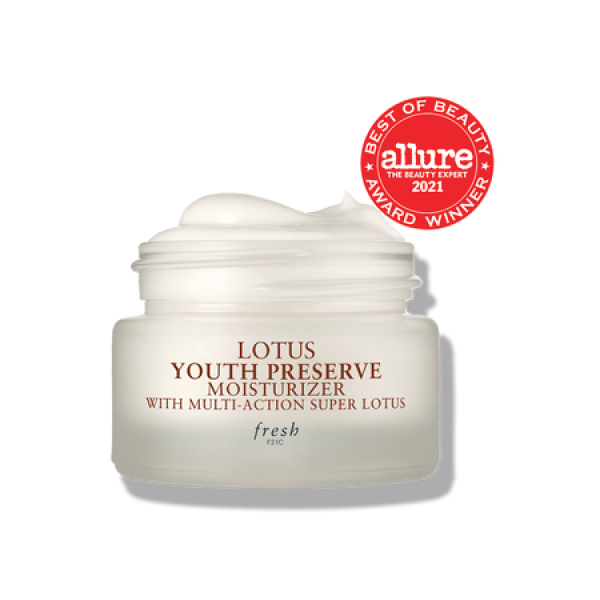 BEST OF BEAUTY
allure
THE BEAUTY EXPERT
2021
AWARD WINNER
LOTUS
YOUTH PRESERVE
MOISTURIZER
WITH MULTI-ACTION SUPER LOTUS
fresh
F21C